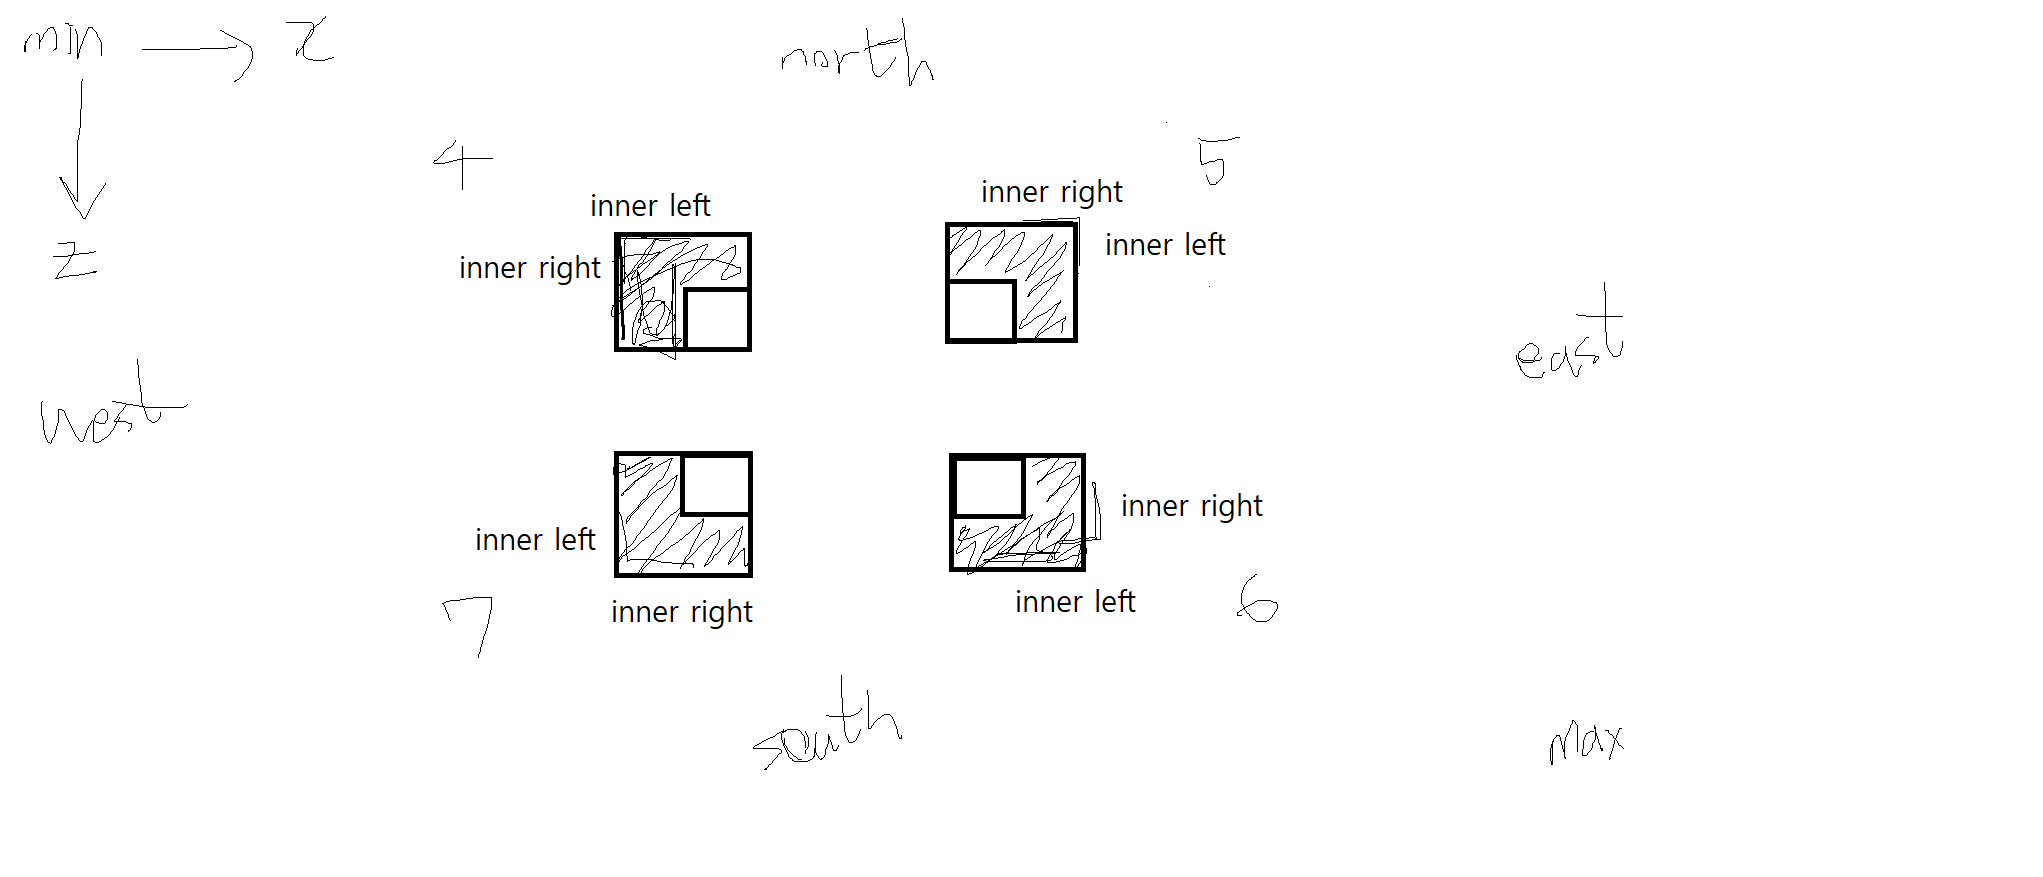 min → x
north
4
5
inner right
inner left
inner left
inner right
z
east
west
inner right
inner left
inner left
6
7
inner right
south
max